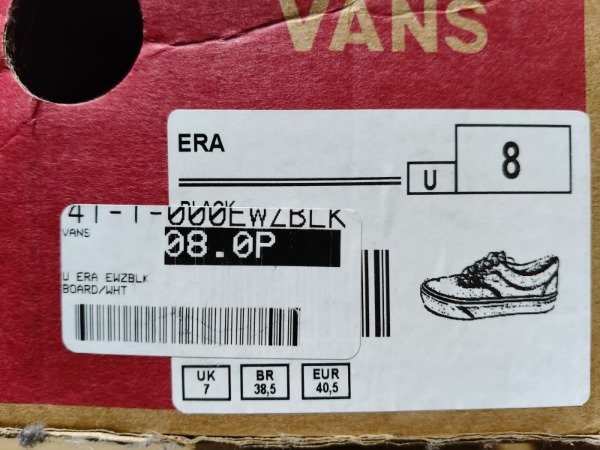 VANS
ERA
U
8
BLACK
41-1-000EWZBLK
VANS
08.0P
U ERA EWZBLK
BOARD/WHT
UK
7
BR
38,5
EUR
40,5